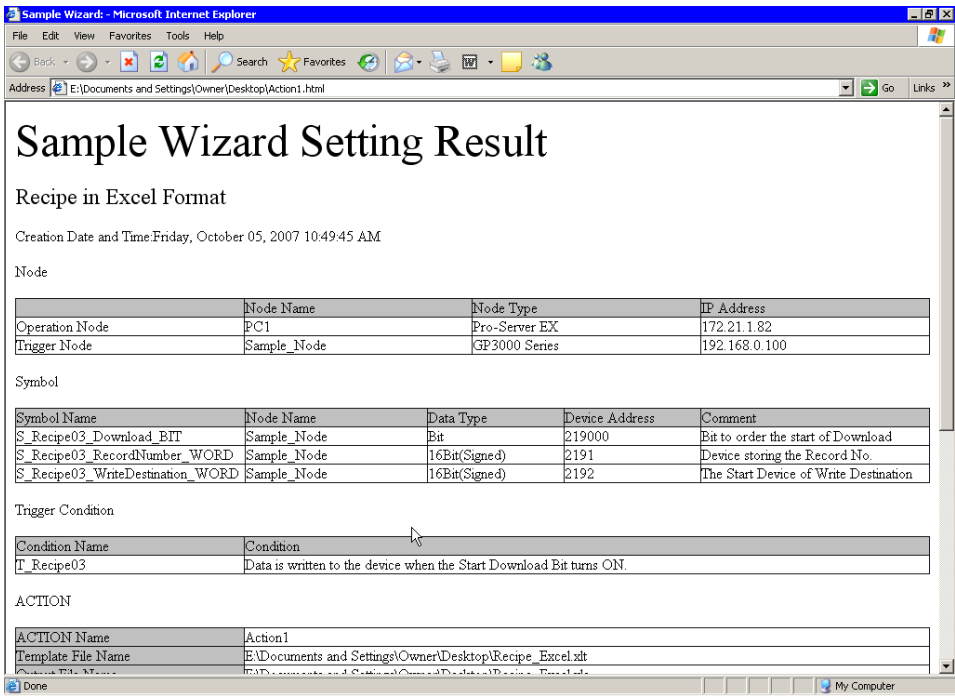 Sample Wizard: - Microsoft Internet Explorer
File Edit View Favorites Tools Help
Back Search Favorites
Address E:\Documents and Settings\Owner\Desktop\Action1.html Go Links »
Sample Wizard Setting Result
Recipe in Excel Format
Creation Date and Time:Friday, October 05, 2007 10:49:45 AM
Node
Node Name Node Type IP Address
Operation Node PC1 Pro-Server EX 172.21.1.82
Trigger Node Sample_Node GP3000 Series 192.168.0.100
Symbol
Symbol Name Node Name Data Type Device Address Comment
S_Recipe03_Download_BIT Sample_Node Bit 219000 Bit to order the start of Download
S_Recipe03_RecordNumber_WORD Sample_Node 16Bit(Signed) 2191 Device storing the Record No.
S_Recipe03_WriteDestination_WORD Sample_Node 16Bit(Signed) 2192 The Start Device of Write Destination
Trigger Condition
Condition Name Condition
T_Recipe03 Data is written to the device when the Start Download Bit turns ON.
ACTION
ACTION Name Action1
Template File Name E:\Documents and Settings\Owner\Desktop\Recipe_Excel.xlt
Done My Computer